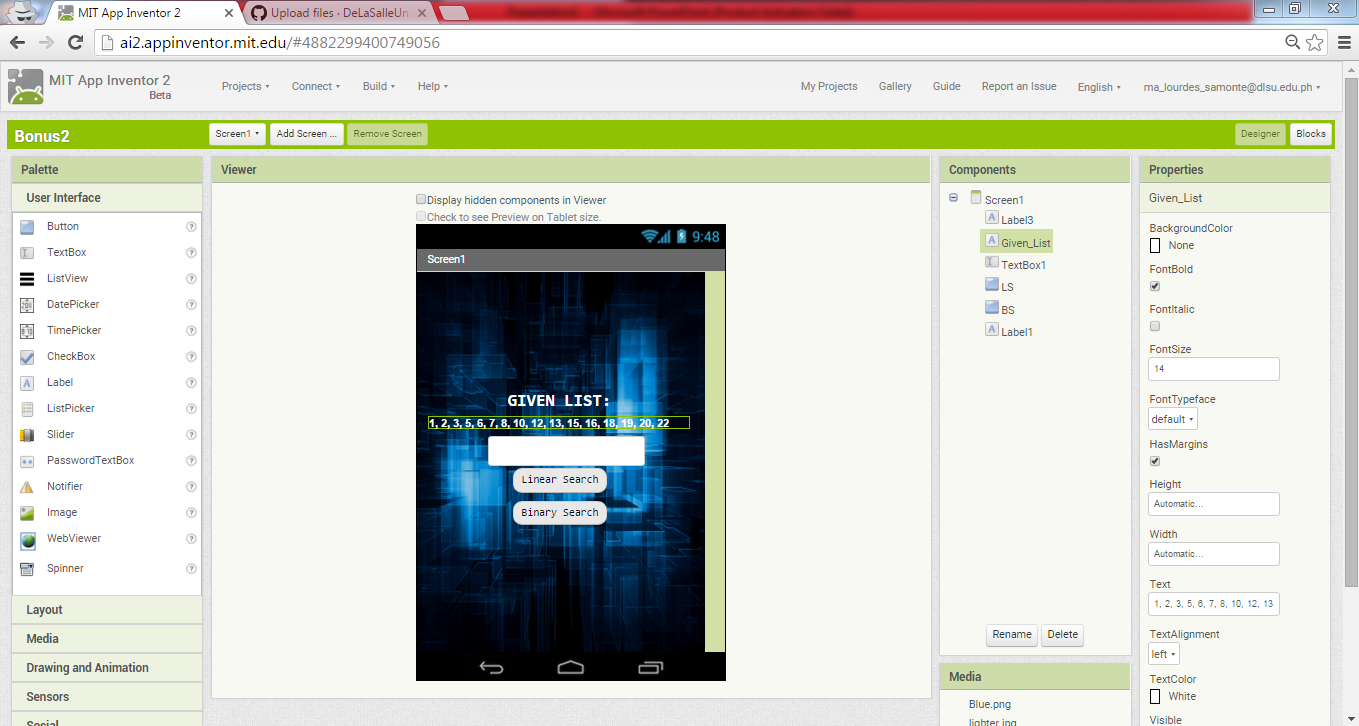 MIT App Inventor 2
Upload files · DeLaSalleUn
ai2.appinventor.mit.edu/#4882299400749056
MIT App Inventor 2
Beta
Projects
Connect
Build
Help
My Projects
Gallery
Guide
Report an Issue
English
ma_lourdes_samonte@dlsu.edu.ph
Bonus2
Screen1
Add Screen ...
Remove Screen
Designer
Blocks
Palette
User Interface
Button
TextBox
ListView
DatePicker
TimePicker
CheckBox
Label
ListPicker
Slider
PasswordTextBox
Notifier
Image
WebViewer
Spinner
Layout
Media
Drawing and Animation
Sensors
Social
Viewer
Display hidden components in Viewer
Check to see Preview on Tablet size.
9:48
Screen1
GIVEN LIST:
1, 2, 3, 5, 6, 7, 8, 10, 12, 13, 15, 16, 18, 19, 20, 22
Linear Search
Binary Search
Components
Screen1
Label3
Given_List
TextBox1
LS
BS
Label1
Rename
Delete
Media
Blue.png
lighter.jpg
Properties
Given_List
BackgroundColor
None
FontBold
FontItalic
FontSize
14
FontTypeface
default
HasMargins
Height
Automatic...
Width
Automatic...
Text
1, 2, 3, 5, 6, 7, 8, 10, 12, 13
TextAlignment
left
TextColor
White
Visible